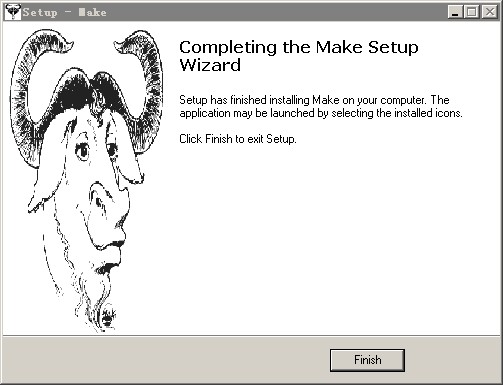 Setup - Make
Completing the Make Setup
Wizard
Setup has finished installing Make on your computer. The
application may be launched by selecting the installed icons.
Click Finish to exit Setup.
Finish